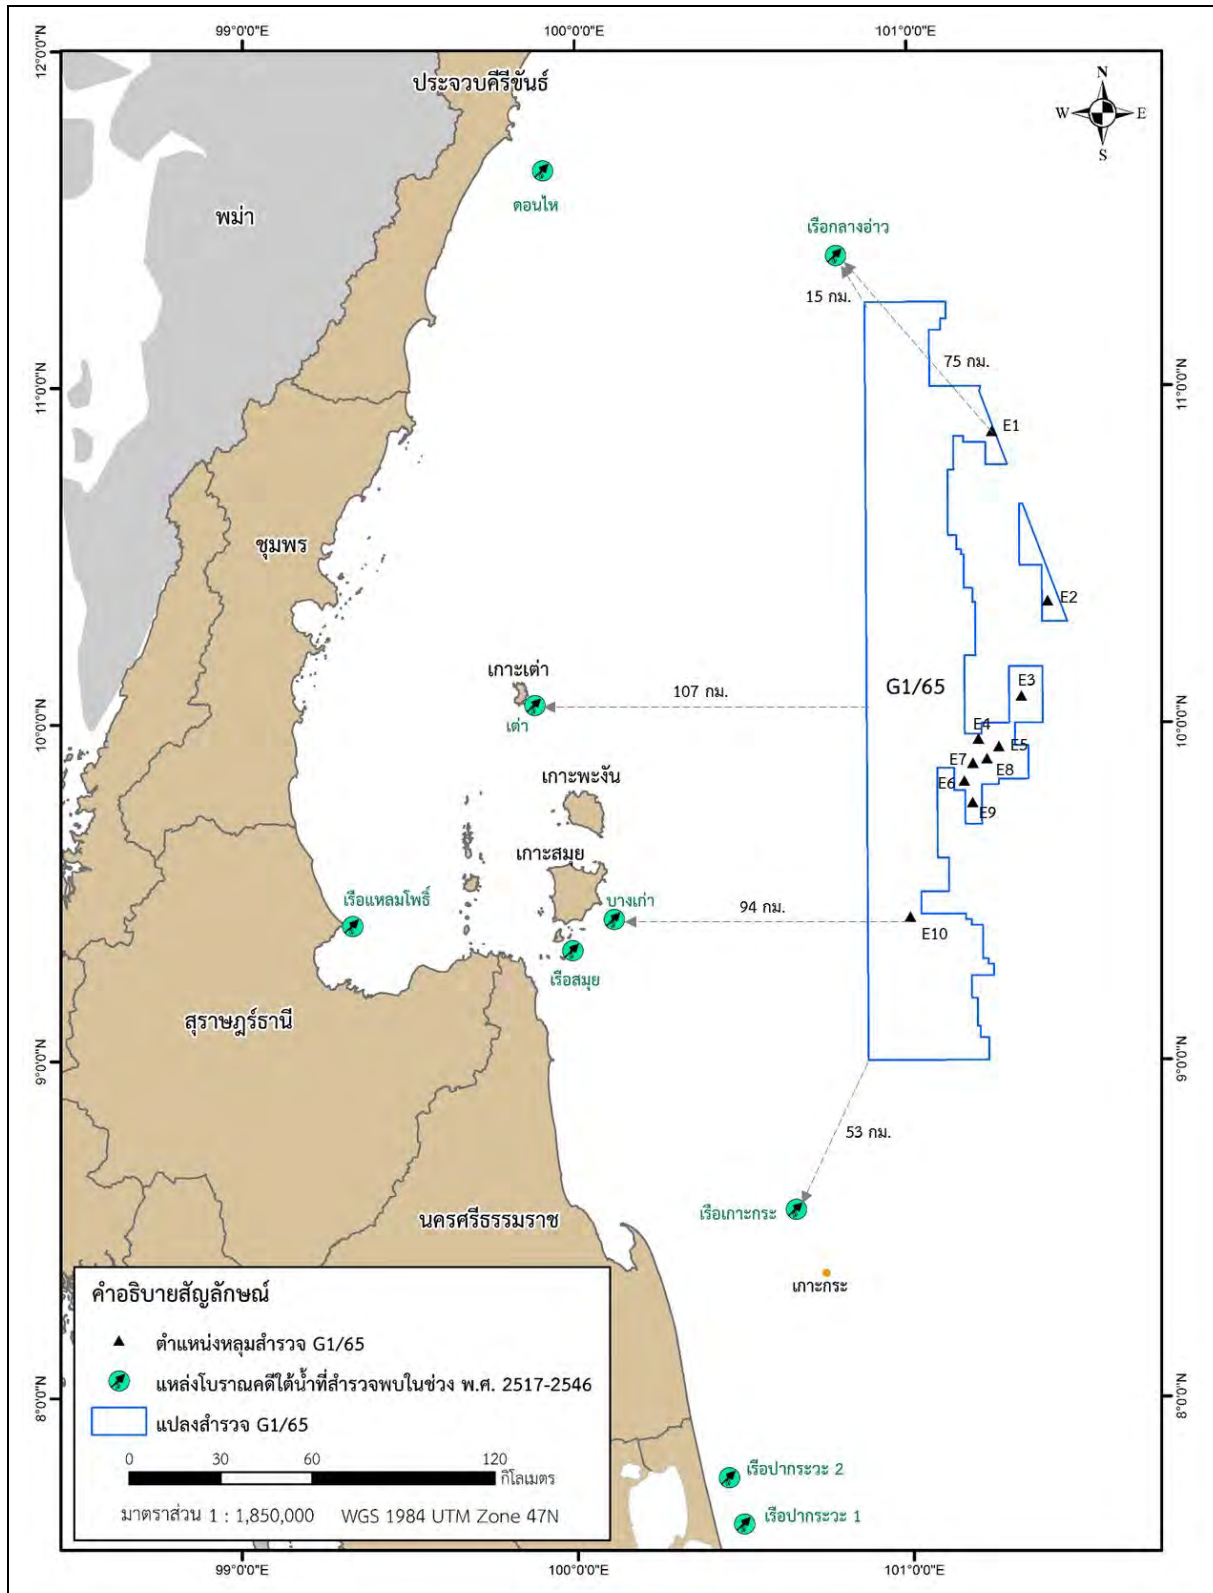 99°0'0"E
100°0'0"E
101°0'0"E
12°0'0"N
ประจวบคีรีขันธ์
N
W
E
S
พม่า
ตอนไห
เรือกลางอ่าว
15 กม.
75 กม.
11°0'0"N
11°0'0"N
E1
ชุมพร
E2
เกาะเต่า
107 กม.
G1/65
E3
เต่า
10°0'0"N
10°0'0"N
E4
E5
E7
E8
เกาะพะงัน
E6
E9
เกาะสมุย
เรือแหลมโพธิ์
บางเก่า
94 กม.
E10
เรือสมุย
สุราษฎร์ธานี
9°0'0"N
9°0'0"N
53 กม.
นครศรีธรรมราช
เรือเกาะกระ
เกาะกระ
คำอธิบายสัญลักษณ์
ตำแหน่งหลุมสำรวจ G1/65
แหล่งโบราณคดีใต้น้ำที่สำรวจพบในช่วง พ.ศ. 2517-2546
แปลงสำรวจ G1/65
8°0'0"N
8°0'0"N
0 30 60 120
กิโลเมตร
มาตราส่วน 1 : 1,850,000 WGS 1984 UTM Zone 47N
เรือปากระวะ 2
เรือปากระวะ 1
99°0'0"E
100°0'0"E
101°0'0"E